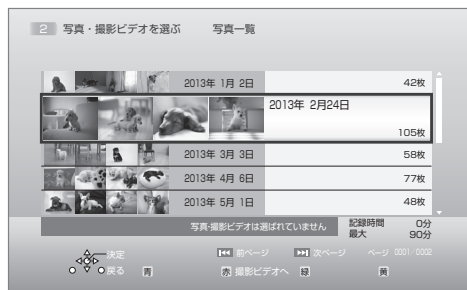 2 写真・撮影ビデオを選ぶ 写真一覧
2013年 1月 2日 42枚
2013年 2月24日
105枚
2013年 3月 3日 58枚
2013年 4月 6日 77枚
2013年 5月 1日 48枚
写真・撮影ビデオは選ばれていません 記録時間 0分
最大 90分
決定 前ページ 次ページ ページ 0001/0002
戻る 青 赤 撮影ビデオへ 緑 黄